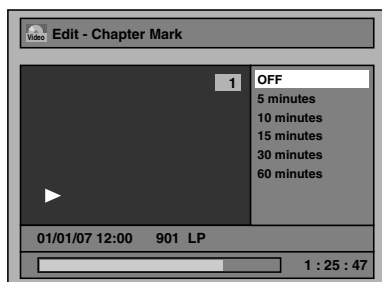 Video Edit - Chapter Mark
1
OFF
5 minutes
10 minutes
15 minutes
30 minutes
60 minutes
01/01/07 12:00 901 LP
1 : 25 : 47